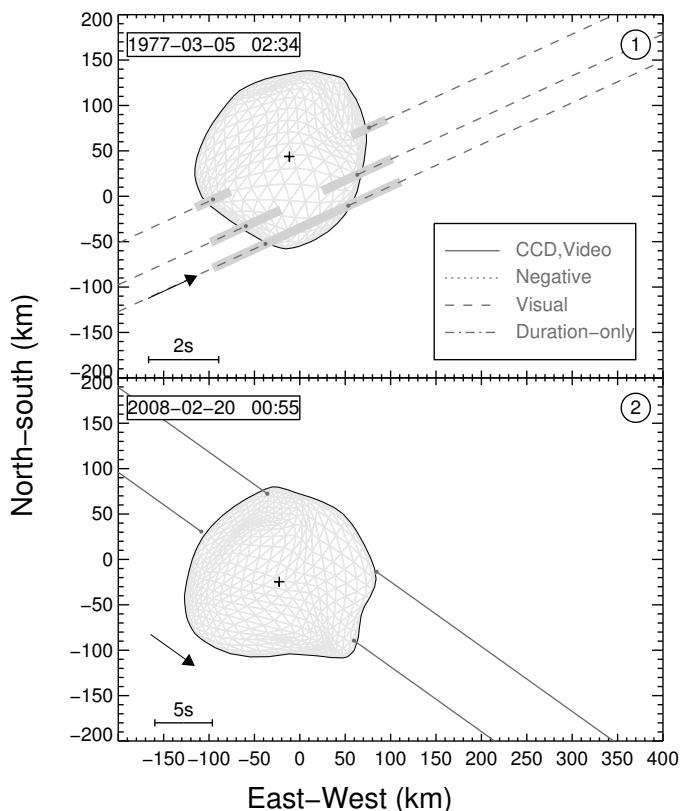 200
1977−03−05 02:34
1
150
100
50
0
−50
−100
−150
−200
CCD,Video
Negative
Visual
Duration−only
2s
North−south (km)
200
2008−02−20 00:55
2
150
100
50
0
−50
−100
−150
−200
5s
−150 −100 −50 0 50 100 150 200 250 300 350 400
East−West (km)